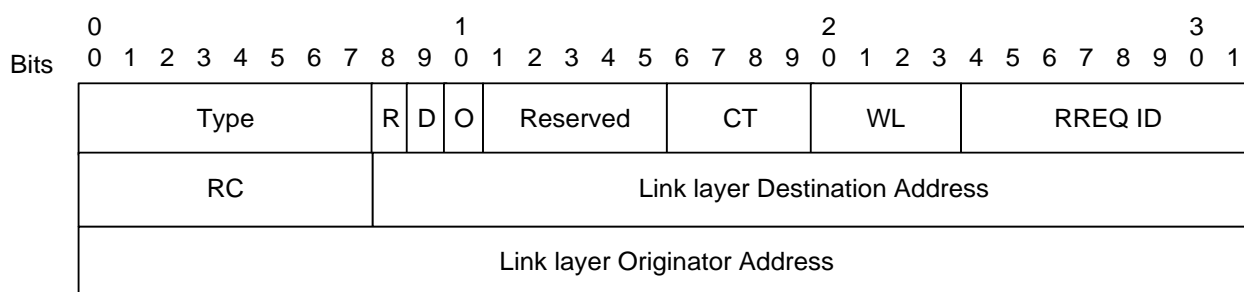 0 1 2 3
Bits 0 1 2 3 4 5 6 7 8 9 0 1 2 3 4 5 6 7 8 9 0 1 2 3 4 5 6 7 8 9 0 1
Type R D O Reserved CT WL RREQ ID
RC Link layer Destination Address
Link layer Originator Address